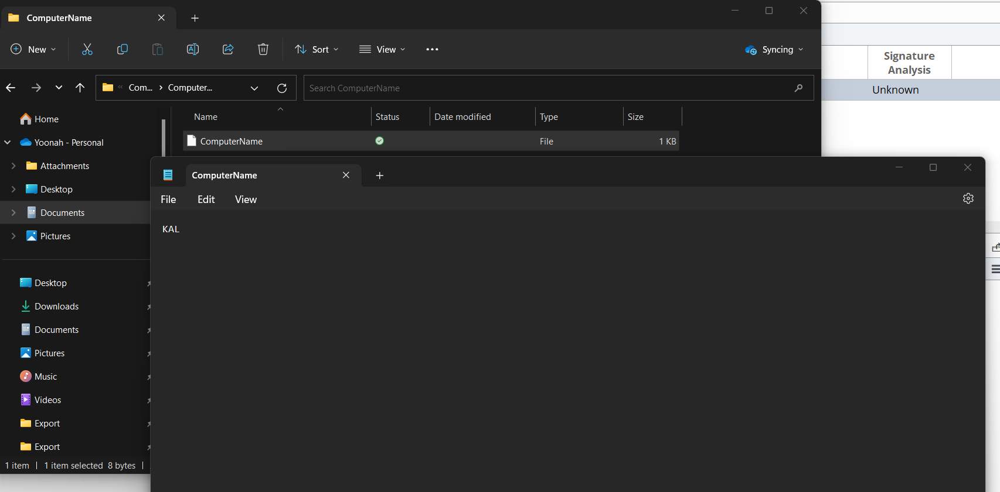 ComputerName
New
Sort
View
Syncing
Com... > Computer...
Search ComputerName
Name Status Date modified Type Size
ComputerName File 1 KB
Home
Yoonah - Personal
Attachments
Desktop
Documents
Pictures
Desktop
Downloads
Documents
Pictures
Music
Videos
Export
Export
1 item | 1 item selected 8 bytes |
ComputerName
File Edit View
KAL
Signature
Analysis
Unknown